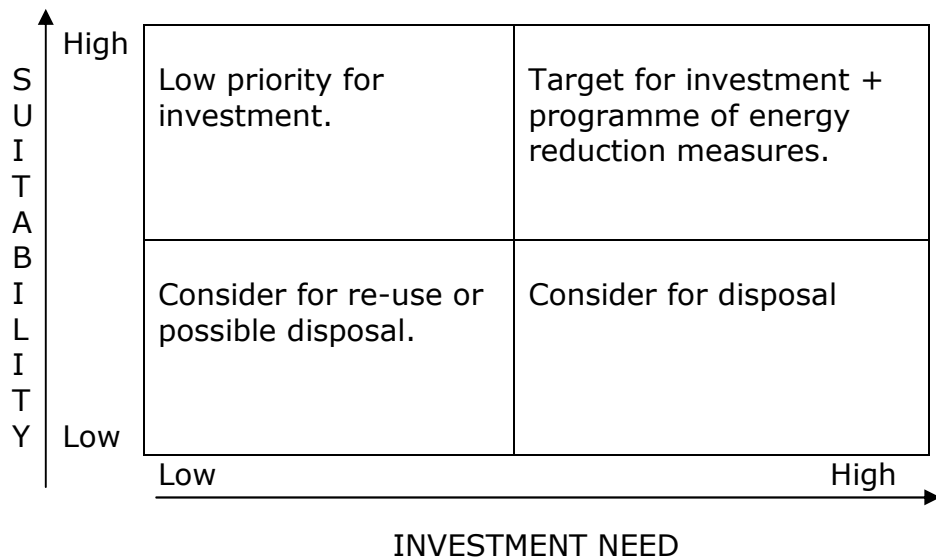 SUITABILITY
High
Low priority for
investment.
Target for investment +
programme of energy
reduction measures.
Consider for re-use or
possible disposal.
Consider for disposal
Low
Low
High
INVESTMENT NEED